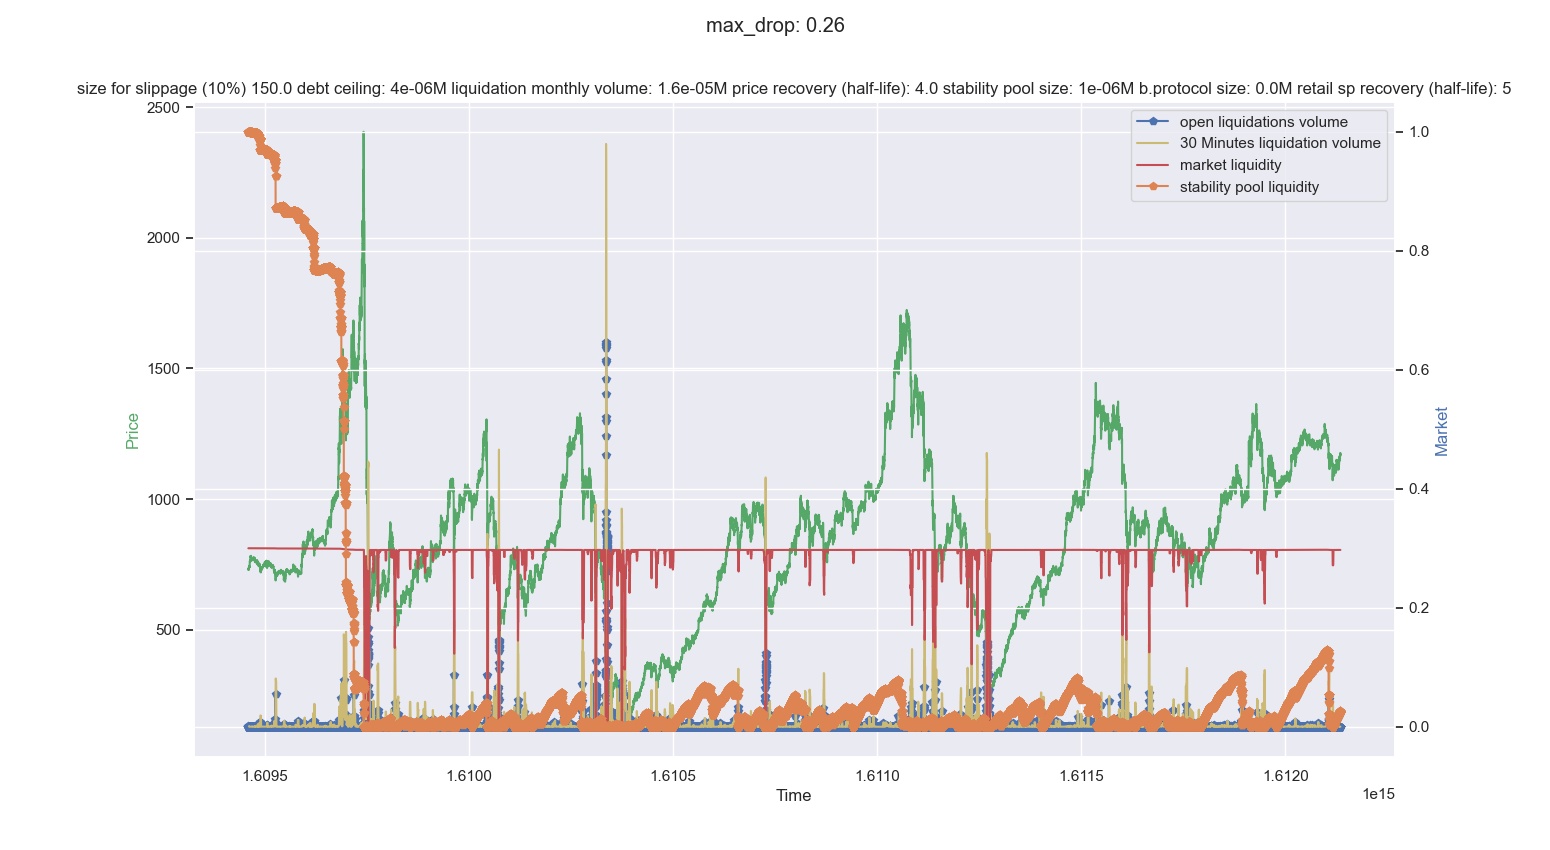 max_drop: 0.26
size for slippage (10%) 150.0 debt ceiling: 4e-06M liquidation monthly volume: 1.6e-05M price recovery (half-life): 4.0 stability pool size: 1e-06M b.protocol size: 0.0M retail sp recovery (half-life): 5
open liquidations volume
30 Minutes liquidation volume
market liquidity
stability pool liquidity
2500
2000
1500
1000
500
Price
1.0
0.8
0.6
0.4
0.2
0.0
Market
1.6095 1.6100 1.6105 1.6110 1.6115 1.6120
Time
1e15